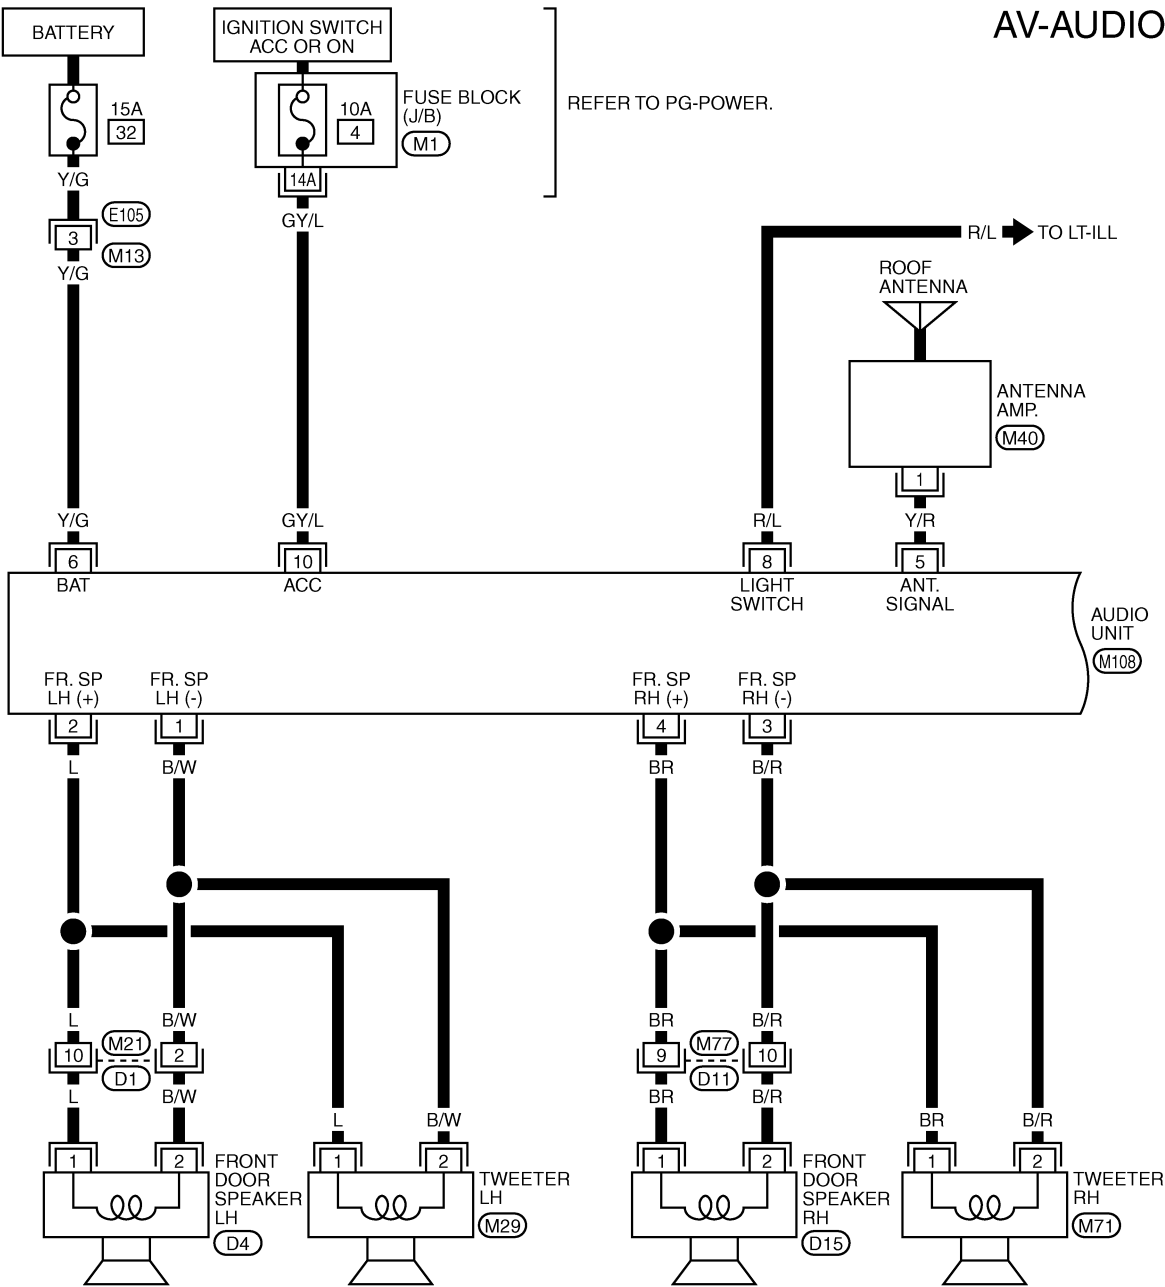 AV-AUDIO
BATTERY
IGNITION SWITCH
ACC OR ON
15A
32
10A
4
FUSE BLOCK
(J/B)
M1
REFER TO PG-POWER.
14A
Y/G
GY/L
E105
3
M13
Y/G
R/L
TO LT-ILL
ROOF
ANTENNA
ANTENNA
AMP.
M40
1
Y/G
GY/L
R/L
Y/R
6
10
8
5
BAT
ACC
LIGHT
SWITCH
ANT.
SIGNAL
AUDIO
UNIT
M108
FR. SP
LH (+)
FR. SP
LH (-)
FR. SP
RH (+)
FR. SP
RH (-)
2
1
4
3
L
B/W
BR
B/R
L
B/W
BR
B/R
10
M21
2
D1
9
M77
10
D11
L
B/W
BR
B/R
L
B/W
BR
B/R
1
2
1
2
1
2
1
2
FRONT
DOOR
SPEAKER
LH
D4
TWEETER
LH
M29
FRONT
DOOR
SPEAKER
RH
D15
TWEETER
RH
M71